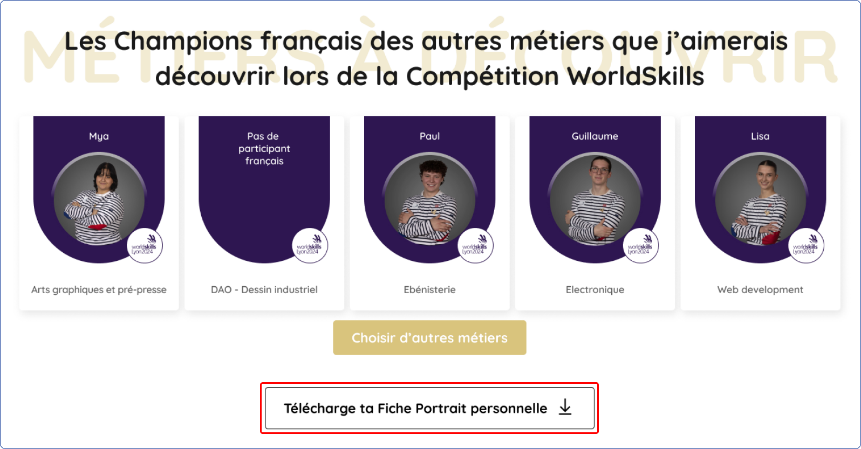 MÉTIERS À DÉCOUVRIR
Les Champions français des autres métiers que j’aimerais
découvrir lors de la Compétition WorldSkills
Mya
worldskills
Lyon2024
Arts graphiques et pré-presse
Pas de
participant
français
worldskills
Lyon2024
DAO - Dessin industriel
Paul
worldskills
Lyon2024
Ebénisterie
Guillaume
worldskills
Lyon2024
Electronique
Lisa
worldskills
Lyon2024
Web development
Choisir d’autres métiers
Télécharge ta Fiche Portrait personnelle